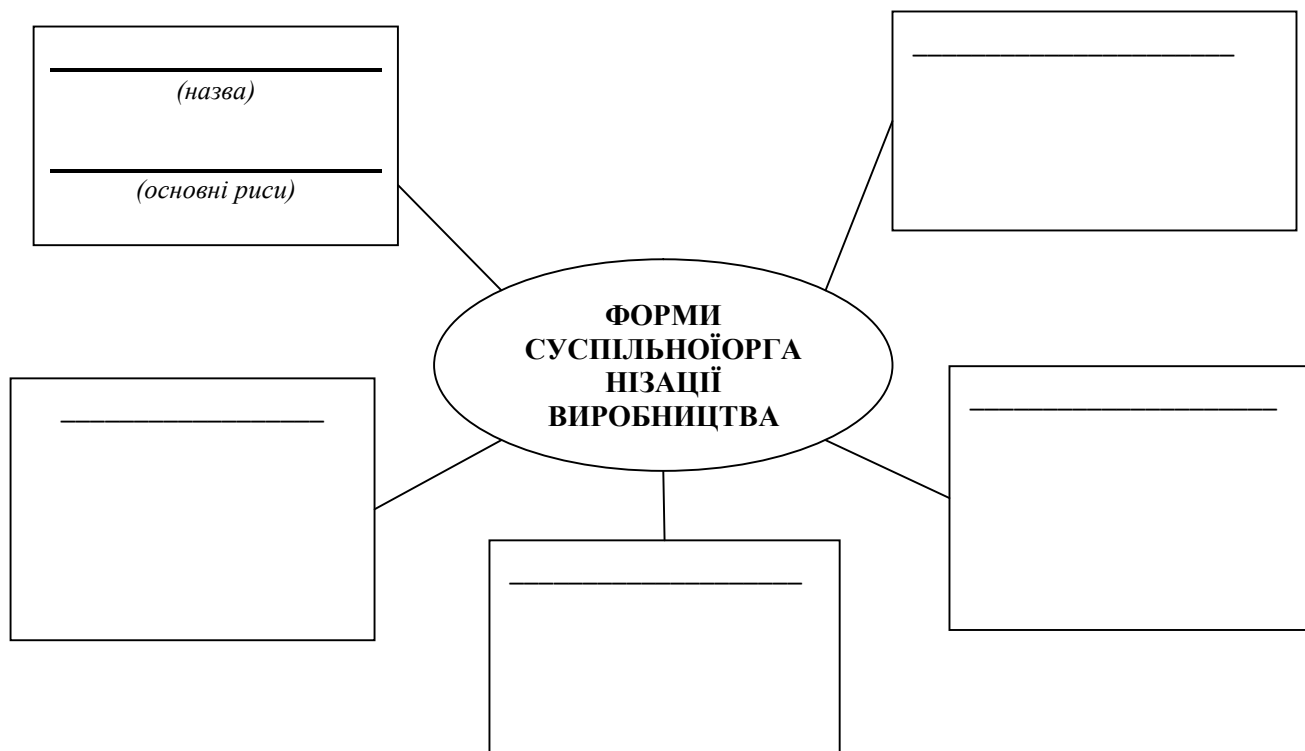 (назва)
(основні риси)
ФОРМИ
СУСПІЛЬНОЇОРГА
НІЗАЦІЇ
ВИРОБНИЦТВА